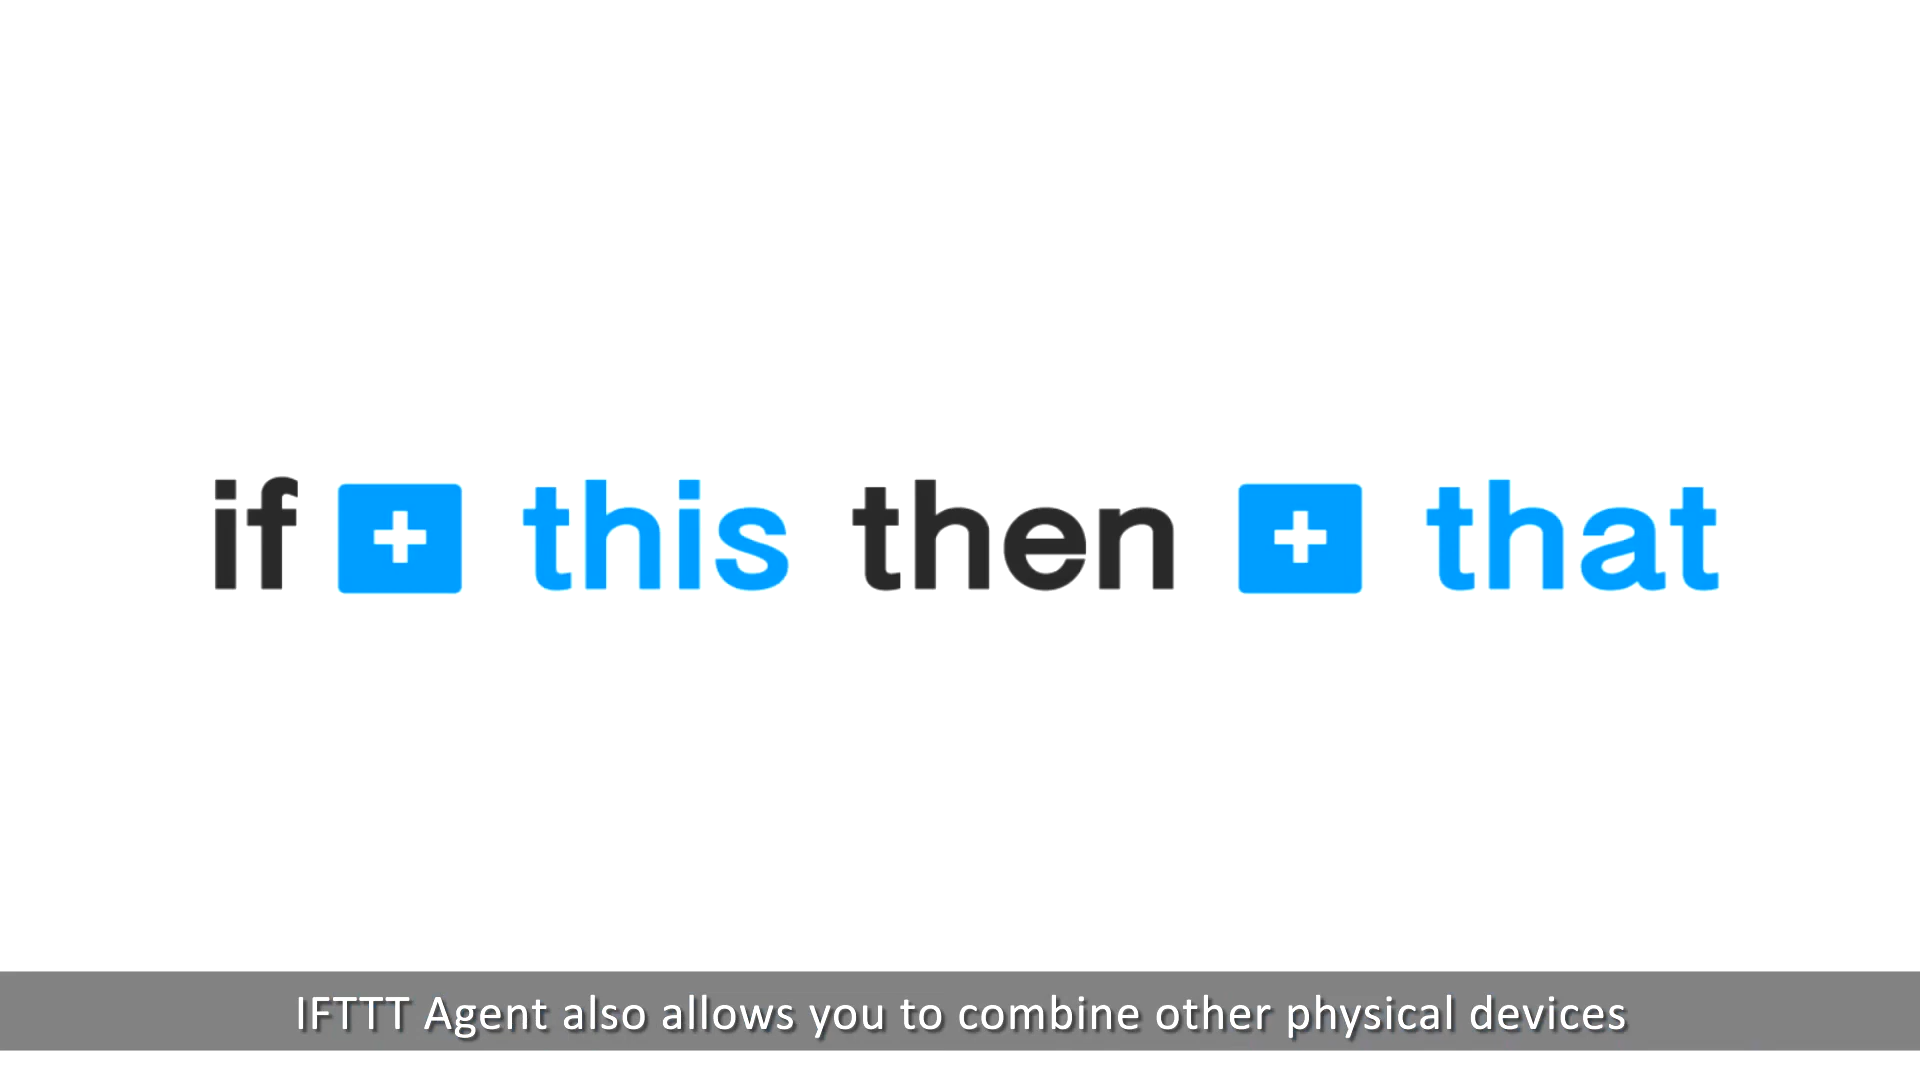 if + this then + that
IFTTT Agent also allows you to combine other physical devices